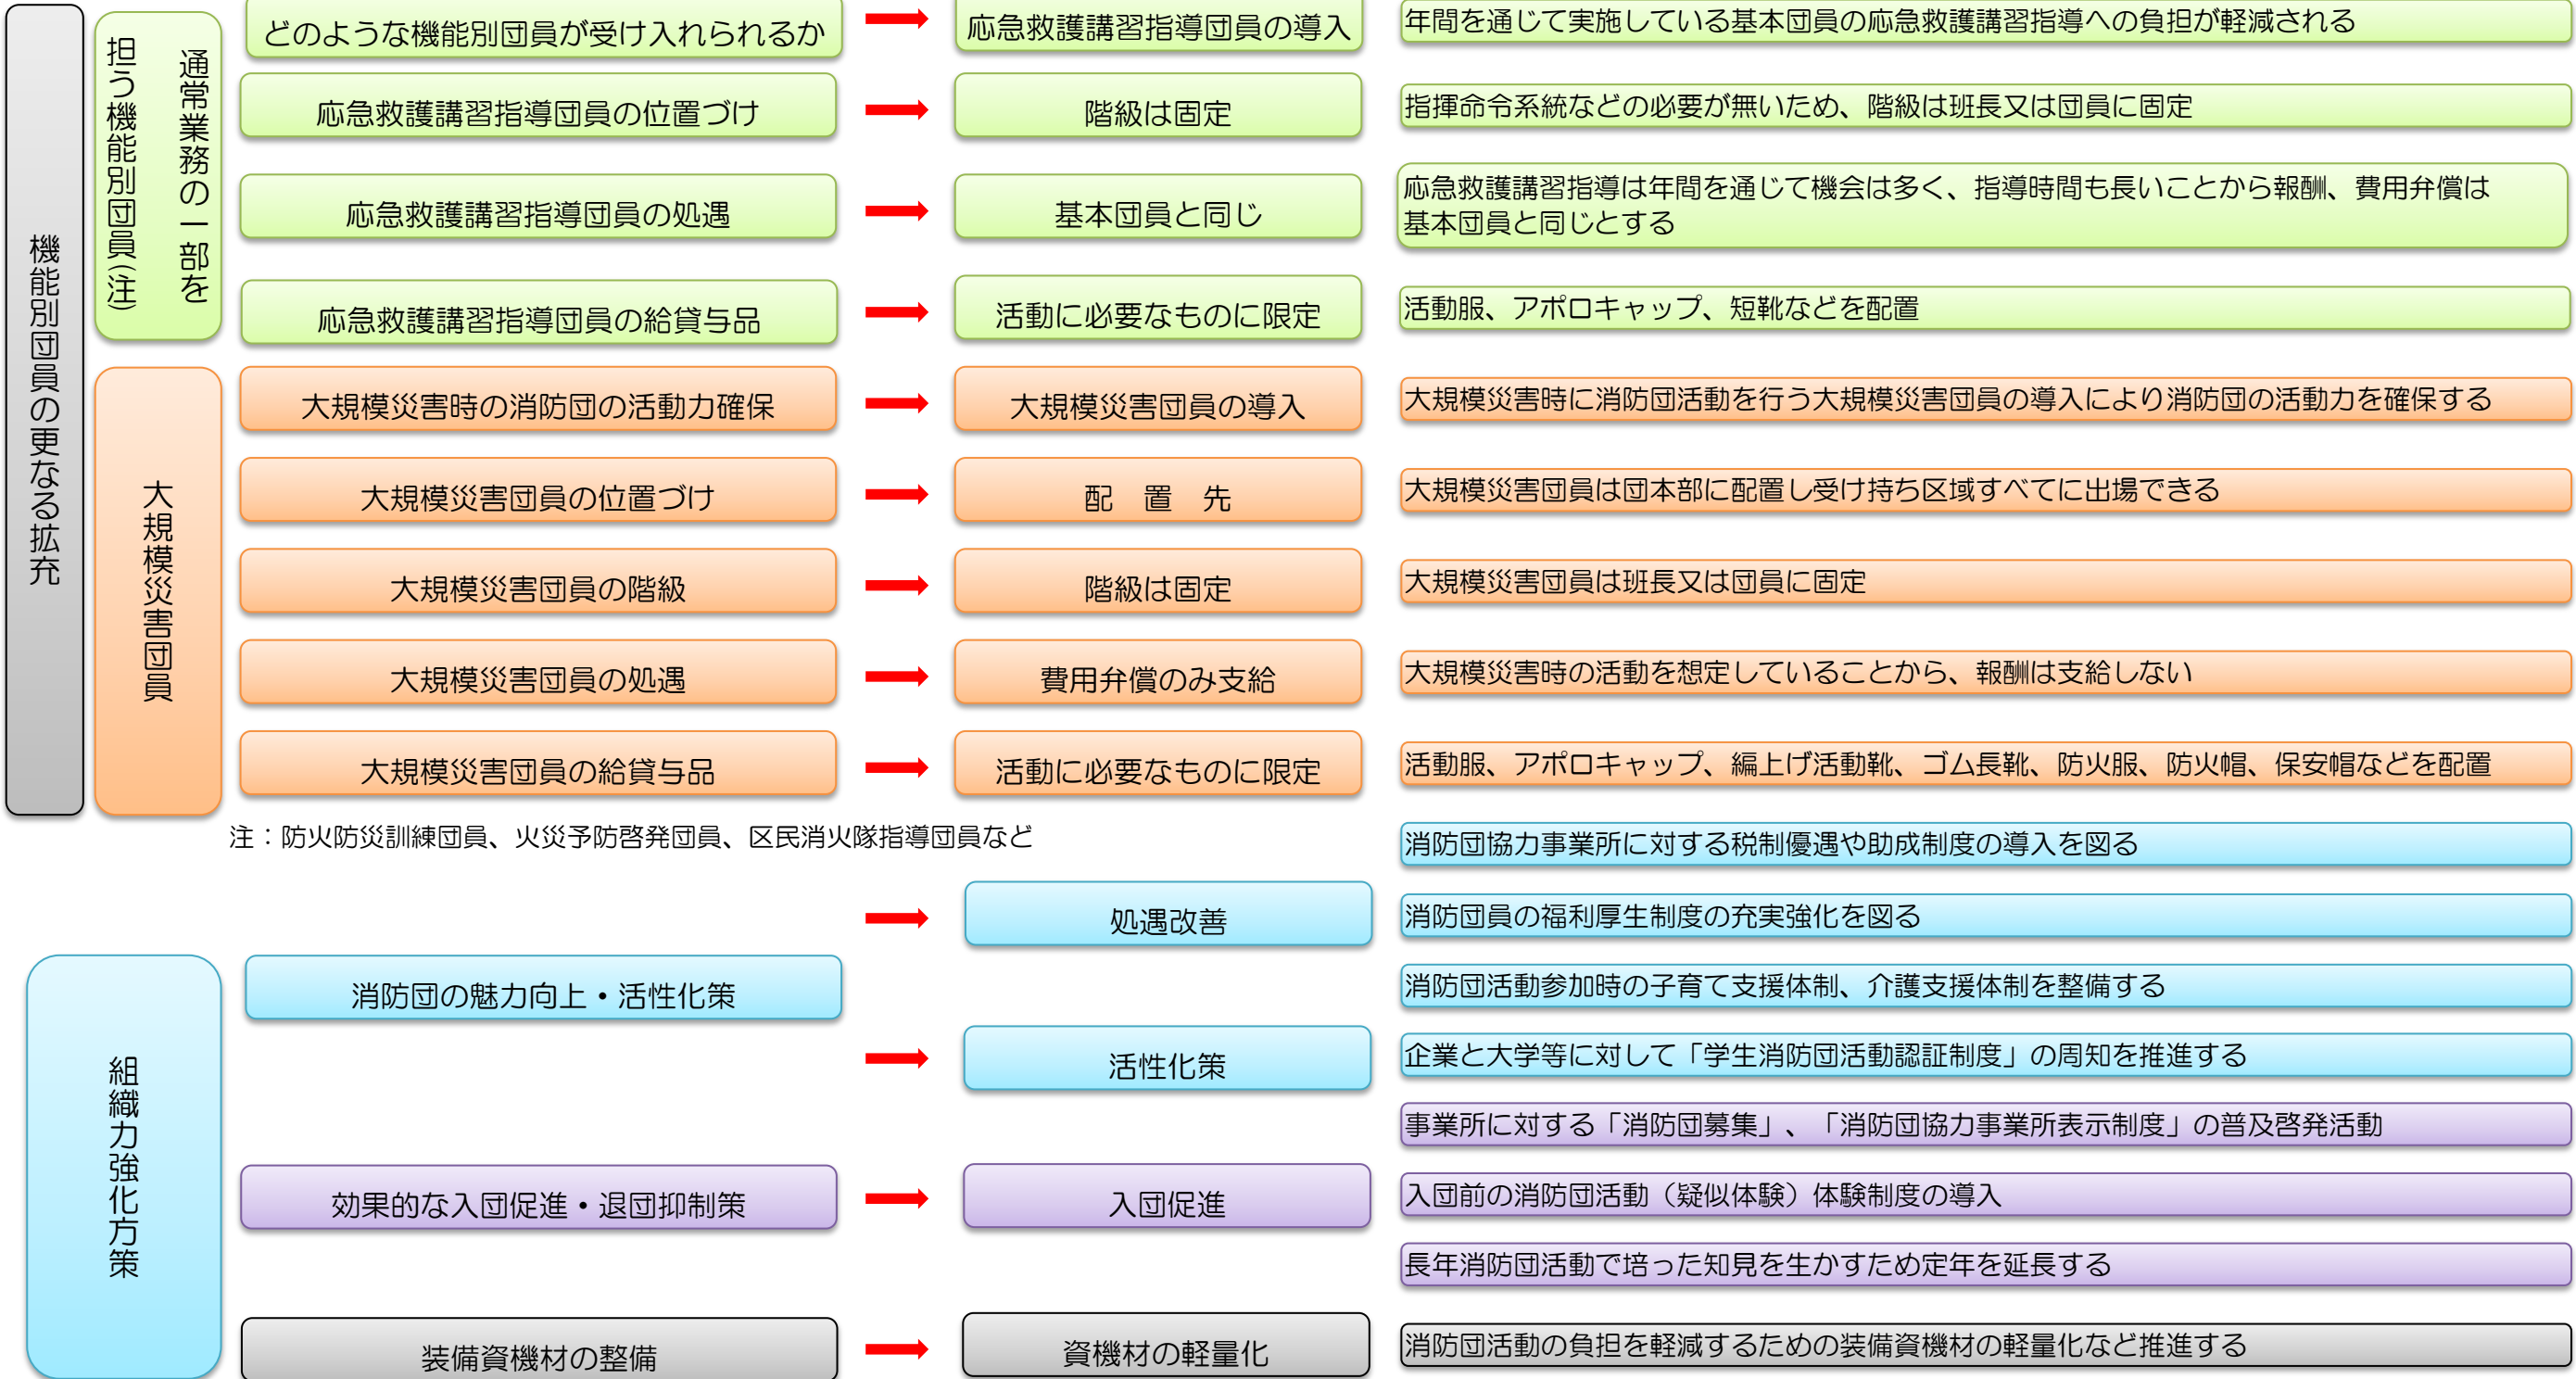 機能別団員の更なる拡充
通常業務の一部を
担う機能別団員(注)
どのような機能別団員が受け入れられるか
応急救護講習指導団員の導入
年間を通じて実施している基本団員の応急救護講習指導への負担が軽減される
応急救護講習指導団員の位置づけ
階級は固定
指揮命令系統などの必要が無いため、階級は班長又は団員に固定
応急救護講習指導団員の処遇
基本団員と同じ
応急救護講習指導は年間を通じて機会は多く、指導時間も長いことから報酬、費用弁償は
基本団員と同じとする
応急救護講習指導団員の給貸与品
活動に必要なものに限定
活動服、アポロキャップ、短靴などを配置
大規模災害団員
大規模災害時の消防団の活動力確保
大規模災害団員の導入
大規模災害時に消防団活動を行う大規模災害団員の導入により消防団の活動力を確保する
大規模災害団員の位置づけ
配　置　先
大規模災害団員は団本部に配置し受け持ち区域すべてに出場できる
大規模災害団員の階級
階級は固定
大規模災害団員は班長又は団員に固定
大規模災害団員の処遇
費用弁償のみ支給
大規模災害時の活動を想定していることから、報酬は支給しない
大規模災害団員の給貸与品
活動に必要なものに限定
活動服、アポロキャップ、編上げ活動靴、ゴム長靴、防火服、防火帽、保安帽などを配置
注：防火防災訓練団員、火災予防啓発団員、区民消火隊指導団員など
組織力強化方策
消防団の魅力向上・活性化策
処遇改善
消防団協力事業所に対する税制優遇や助成制度の導入を図る
消防団員の福利厚生制度の充実強化を図る
消防団活動参加時の子育て支援体制、介護支援体制を整備する
活性化策
企業と大学等に対して「学生消防団活動認証制度」の周知を推進する
効果的な入団促進・退団抑制策
入団促進
事業所に対する「消防団募集」、「消防団協力事業所表示制度」の普及啓発活動
入団前の消防団活動（疑似体験）体験制度の導入
長年消防団活動で培った知見を生かすため定年を延長する
装備資機材の整備
資機材の軽量化
消防団活動の負担を軽減するための装備資機材の軽量化など推進する